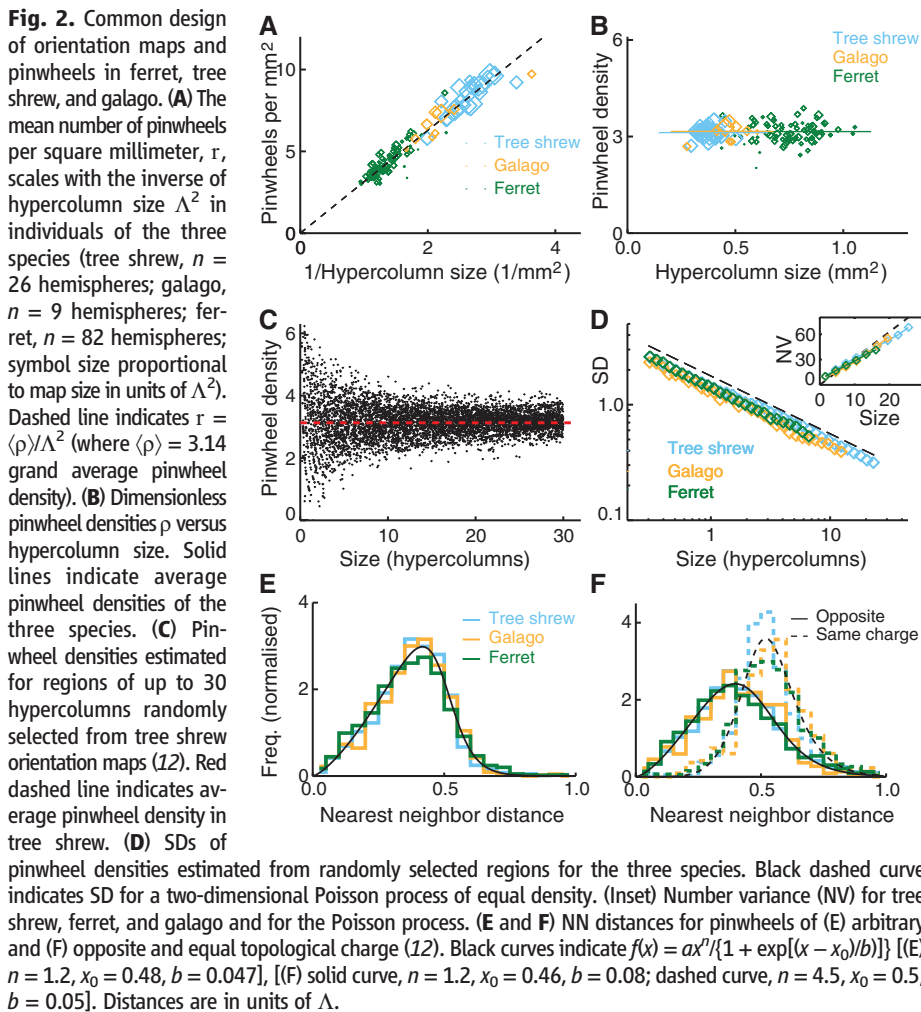 Fig. 2. Common design
of orientation maps and
pinwheels in ferret, tree
shrew, and galago. (A) The
mean number of pinwheels
per square millimeter, r,
scales with the inverse of
hypercolumn size Λ² in
individuals of the three
species (tree shrew, n =
26 hemispheres; galago,
n = 9 hemispheres; fer-
ret, n = 82 hemispheres;
symbol size proportional
to map size in units of Λ²).
Dashed line indicates r =
⟨ρ⟩/Λ² (where ⟨ρ⟩ = 3.14
grand average pinwheel
density). (B) Dimensionless
pinwheel densities ρ versus
hypercolumn size. Solid
lines indicate average
pinwheel densities of the
three species. (C) Pin-
wheel densities estimated
for regions of up to 30
hypercolumns randomly
selected from tree shrew
orientation maps (12). Red
dashed line indicates av-
erage pinwheel density in
tree shrew. (D) SDs of
pinwheel densities estimated from randomly selected regions for the three species. Black dashed curve
indicates SD for a two-dimensional Poisson process of equal density. (Inset) Number variance (NV) for tree
shrew, ferret, and galago and for the Poisson process. (E and F) NN distances for pinwheels of (E) arbitrary
and (F) opposite and equal topological charge (12). Black curves indicate f(x) = axⁿ/{1 + exp[(x − x₀)/b)]} [(E)
n = 1.2, x₀ = 0.48, b = 0.047], [(F) solid curve, n = 1.2, x₀ = 0.46, b = 0.08; dashed curve, n = 4.5, x₀ = 0.5,
b = 0.05]. Distances are in units of Λ.
A
Pinwheels per mm²
10
5
0
0 2 4
1/Hypercolumn size (1/mm²)
Tree shrew
Galago
Ferret
B
Pinwheel density
6
3
0
0.0 0.5 1.0
Hypercolumn size (mm²)
Tree shrew
Galago
Ferret
C
Pinwheel density
6
4
2
0
0 10 20 30
Size (hypercolumns)
D
SD
1.0
0.1
1 10
Size (hypercolumns)
Tree shrew
Galago
Ferret
NV
60
30
0
0 5 10 15 20
Size
E
Freq. (normalised)
4
2
0
0.0 0.5 1.0
Nearest neighbor distance
Tree shrew
Galago
Ferret
F
4
2
0
0.0 0.5 1.0
Nearest neighbor distance
Opposite
Same charge